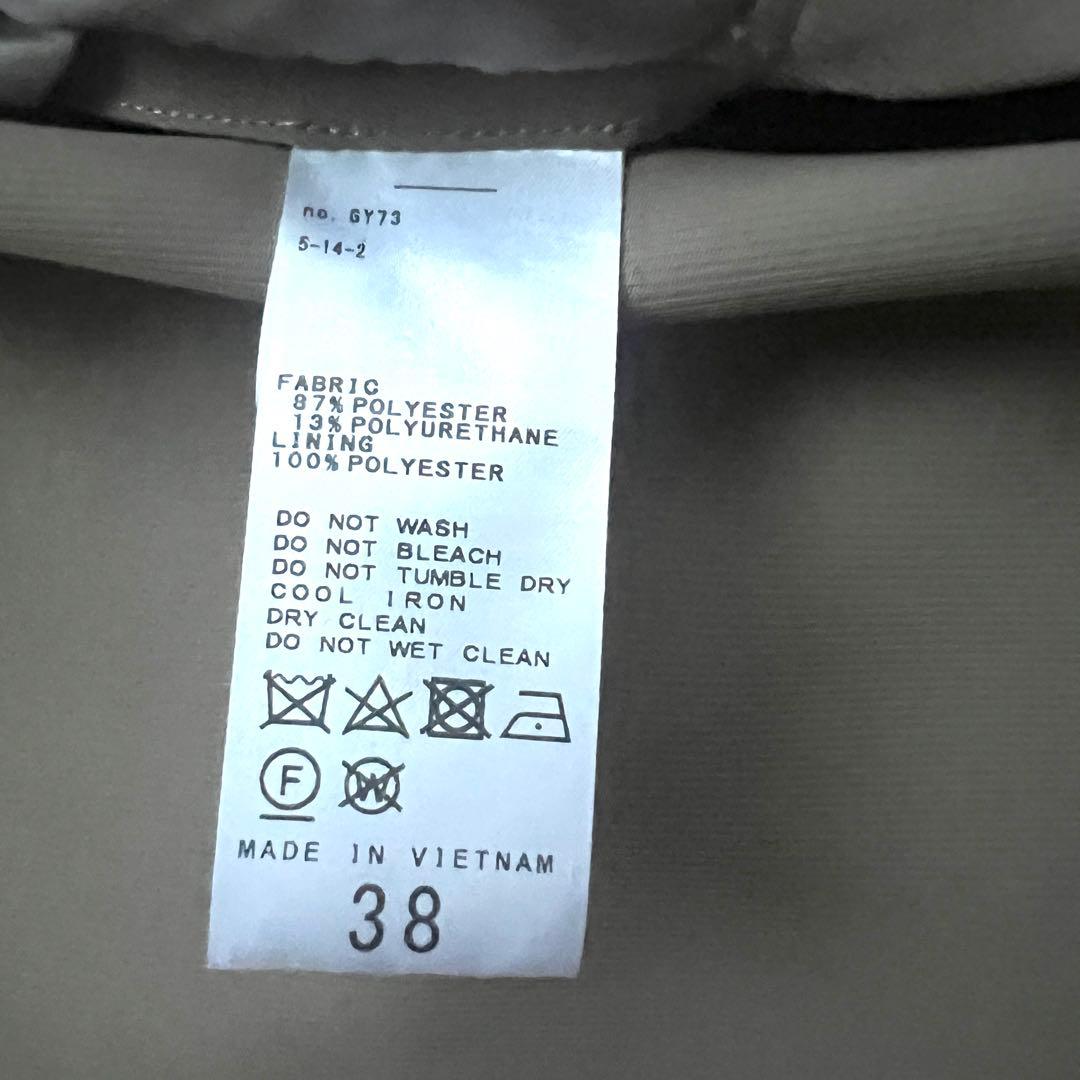 no. GY73
5-14-2
FABRIC
87% POLYESTER
13% POLYURETHANE
LINING
100% POLYESTER
DO NOT WASH
DO NOT BLEACH
DO NOT TUMBLE DRY
COOL IRON
DRY CLEAN
DO NOT WET CLEAN
F W
MADE IN VIETNAM
38